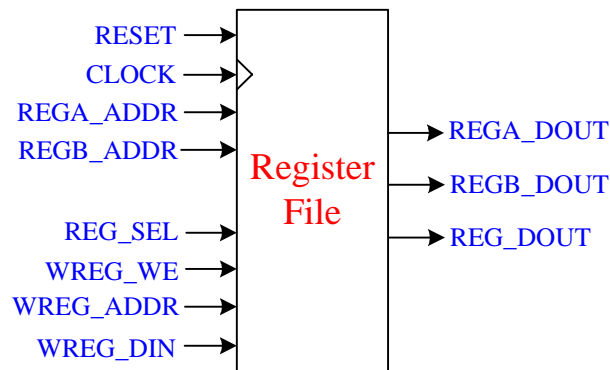 RESET
CLOCK
REGA_ADDR
REGB_ADDR
REG_SEL
WREG_WE
WREG_ADDR
WREG_DIN
Register
File
REGA_DOUT
REGB_DOUT
REG_DOUT